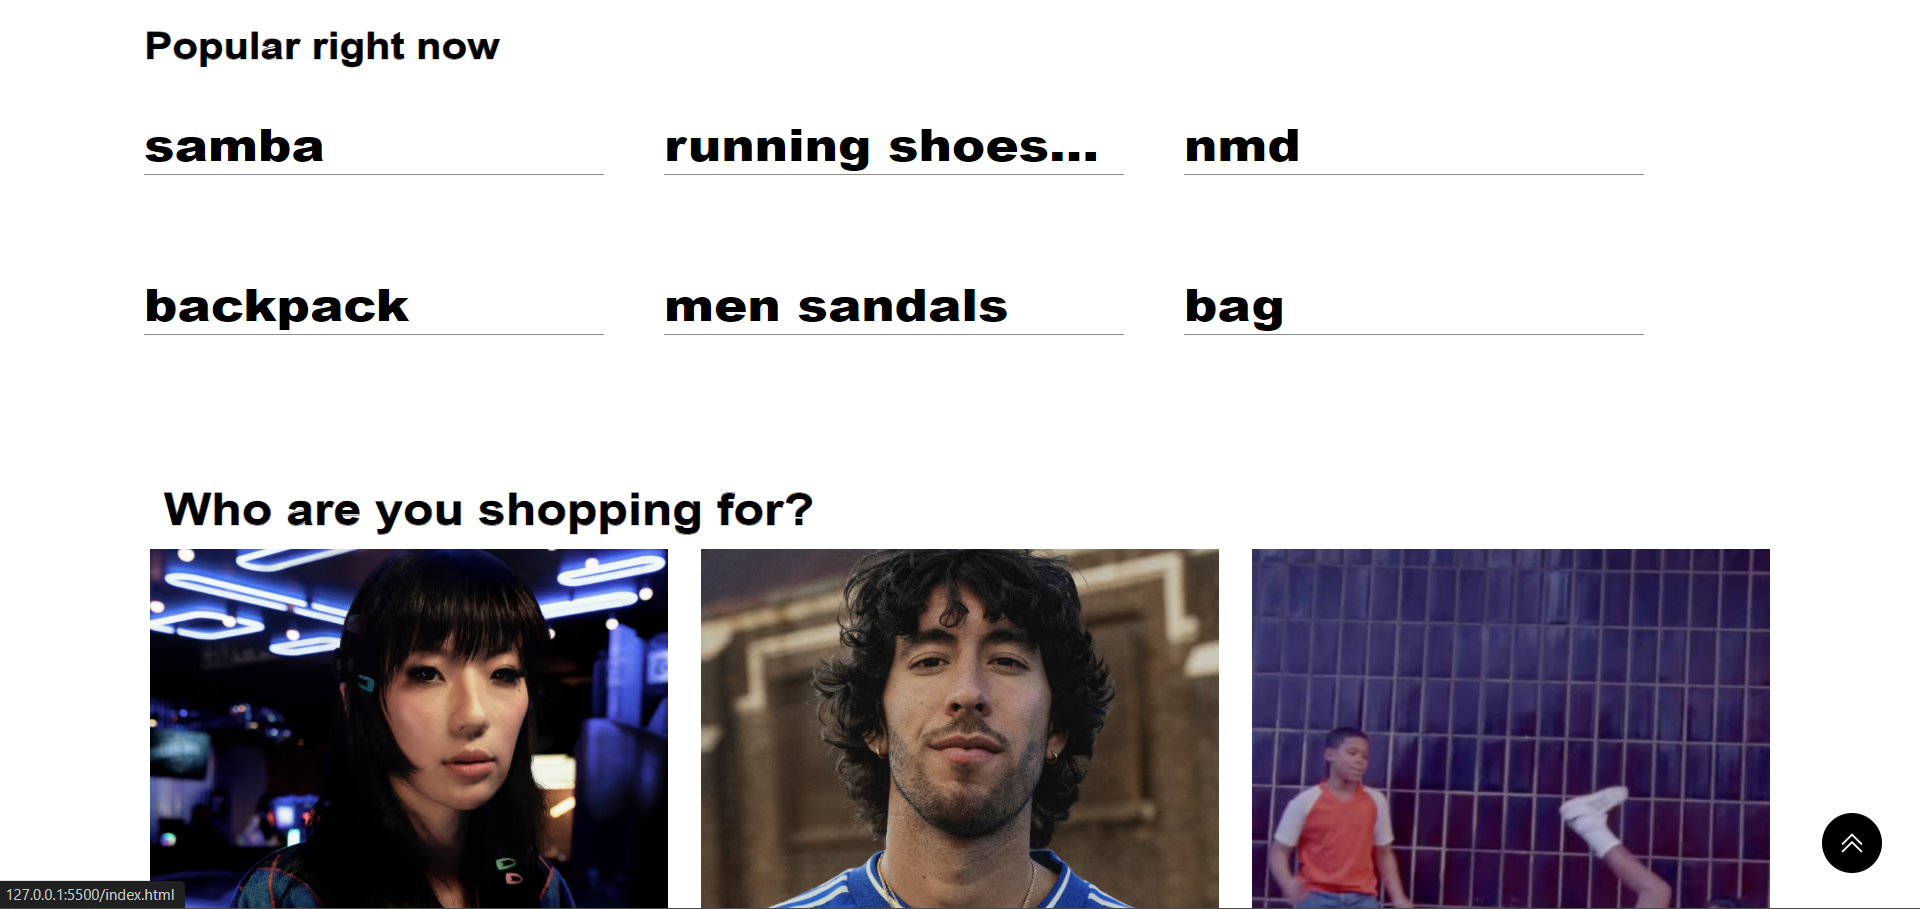 Popular right now
samba
running shoes...
nmd
backpack
men sandals
bag
Who are you shopping for?
127.0.0.1:5500/index.html